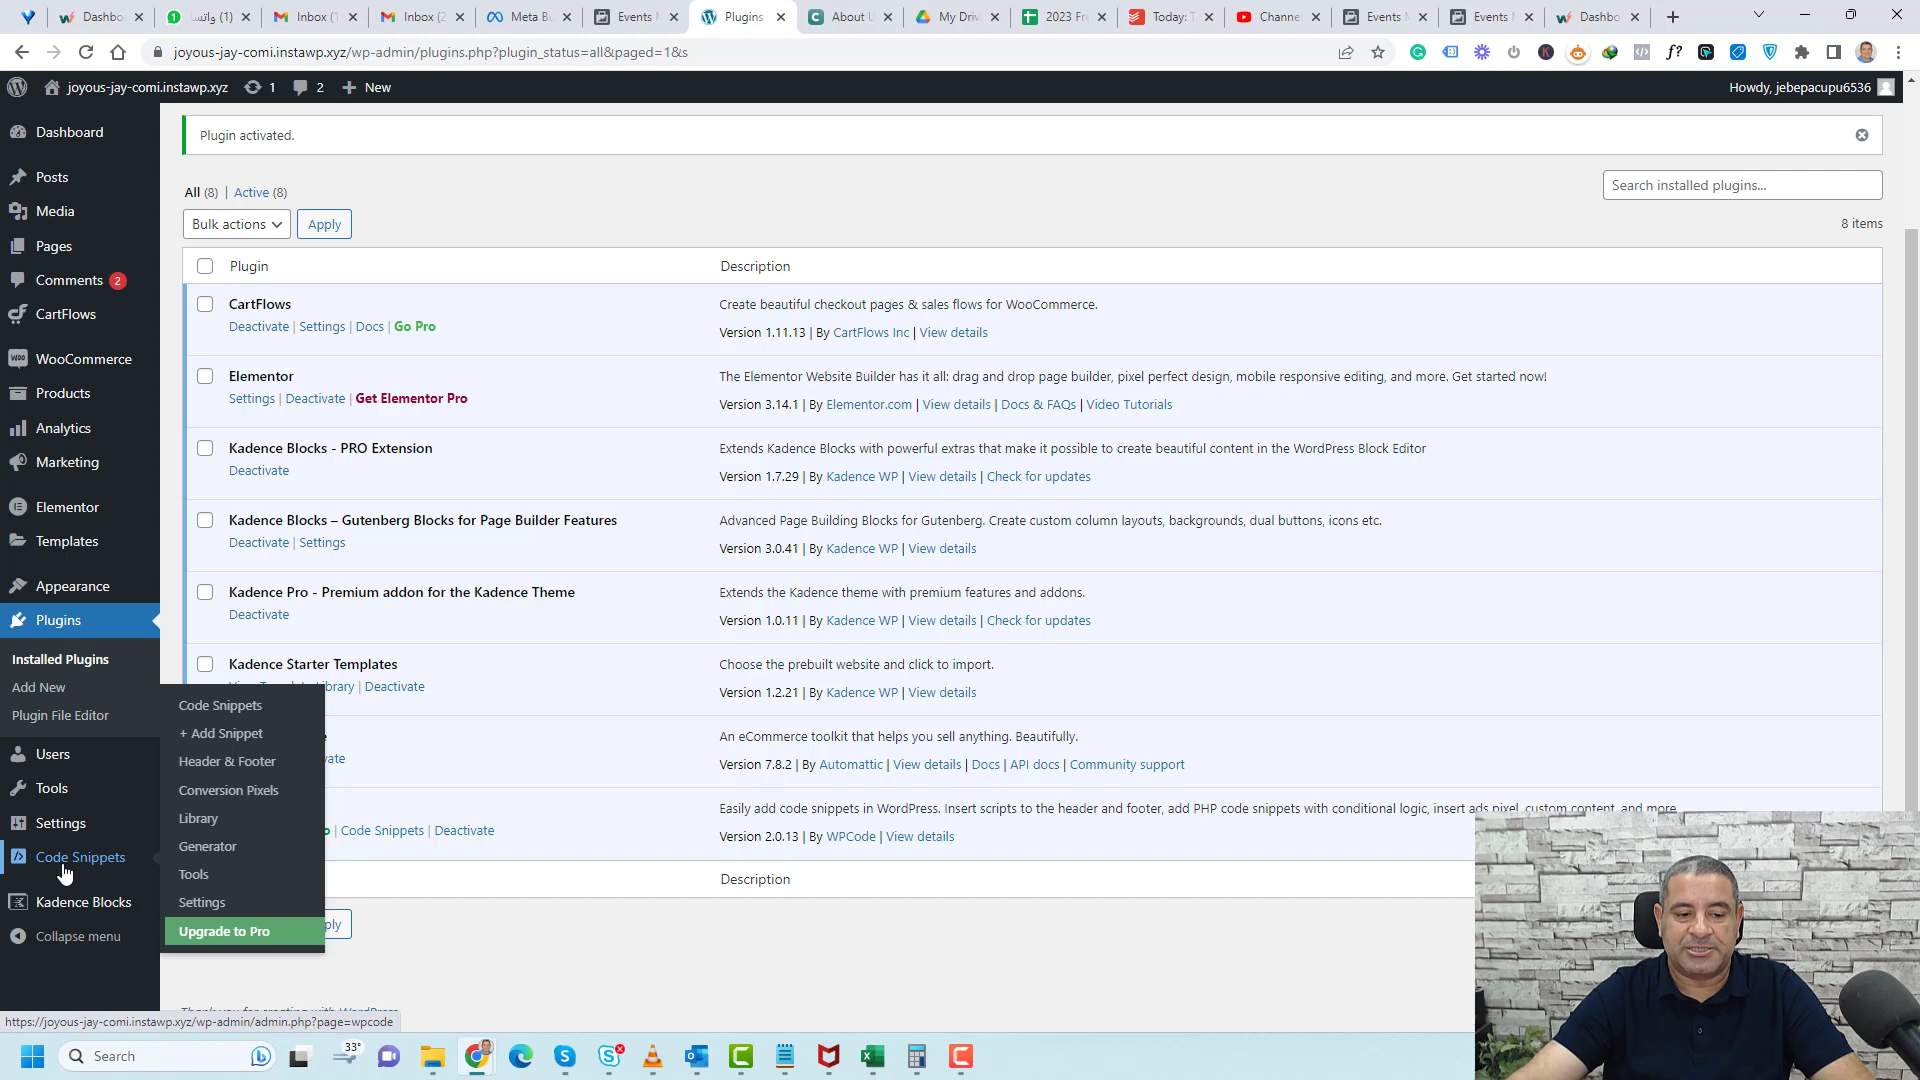 Dashbo
واتسا (1)
Inbox (1
Inbox (2
Meta Bu
Events M
Plugins
About U
My Driv
2023 Fr
Today: T
Channe
Events M
Events M
Dashbo
joyous-jay-comi.instawp.xyz/wp-admin/plugins.php?plugin_status=all&paged=1&s
joyous-jay-comi.instawp.xyz
1
2
New
Howdy, jebepacupu6536
Dashboard
Posts
Media
Pages
Comments 2
CartFlows
WooCommerce
Products
Analytics
Marketing
Elementor
Templates
Appearance
Plugins
Installed Plugins
Add New
Plugin File Editor
Users
Tools
Settings
Code Snippets
Kadence Blocks
Collapse menu
Code Snippets
+ Add Snippet
Header & Footer
Conversion Pixels
Library
Generator
Tools
Settings
Upgrade to Pro
Plugin activated.
All (8) | Active (8)
Search installed plugins...
Bulk actions
Apply
8 items
Plugin
Description
CartFlows
Deactivate | Settings | Docs | Go Pro
Create beautiful checkout pages & sales flows for WooCommerce.
Version 1.11.13 | By CartFlows Inc | View details
Elementor
Settings | Deactivate | Get Elementor Pro
The Elementor Website Builder has it all: drag and drop page builder, pixel perfect design, mobile responsive editing, and more. Get started now!
Version 3.14.1 | By Elementor.com | View details | Docs & FAQs | Video Tutorials
Kadence Blocks - PRO Extension
Deactivate
Extends Kadence Blocks with powerful extras that make it possible to create beautiful content in the WordPress Block Editor
Version 1.7.29 | By Kadence WP | View details | Check for updates
Kadence Blocks – Gutenberg Blocks for Page Builder Features
Deactivate | Settings
Advanced Page Building Blocks for Gutenberg. Create custom column layouts, backgrounds, dual buttons, icons etc.
Version 3.0.41 | By Kadence WP | View details
Kadence Pro - Premium addon for the Kadence Theme
Deactivate
Extends the Kadence theme with premium features and addons.
Version 1.0.11 | By Kadence WP | View details | Check for updates
Kadence Starter Templates
Library | Deactivate
Choose the prebuilt website and click to import.
Version 1.2.21 | By Kadence WP | View details
An eCommerce toolkit that helps you sell anything. Beautifully.
Version 7.8.2 | By Automattic | View details | Docs | API docs | Community support
| Code Snippets | Deactivate
Easily add code snippets in WordPress. Insert scripts to the header and footer, add PHP code snippets with conditional logic, insert ads pixel, custom content, and more
Version 2.0.13 | By WPCode | View details
Description
https://joyous-jay-comi.instawp.xyz/wp-admin/admin.php?page=wpcode
Search
33°